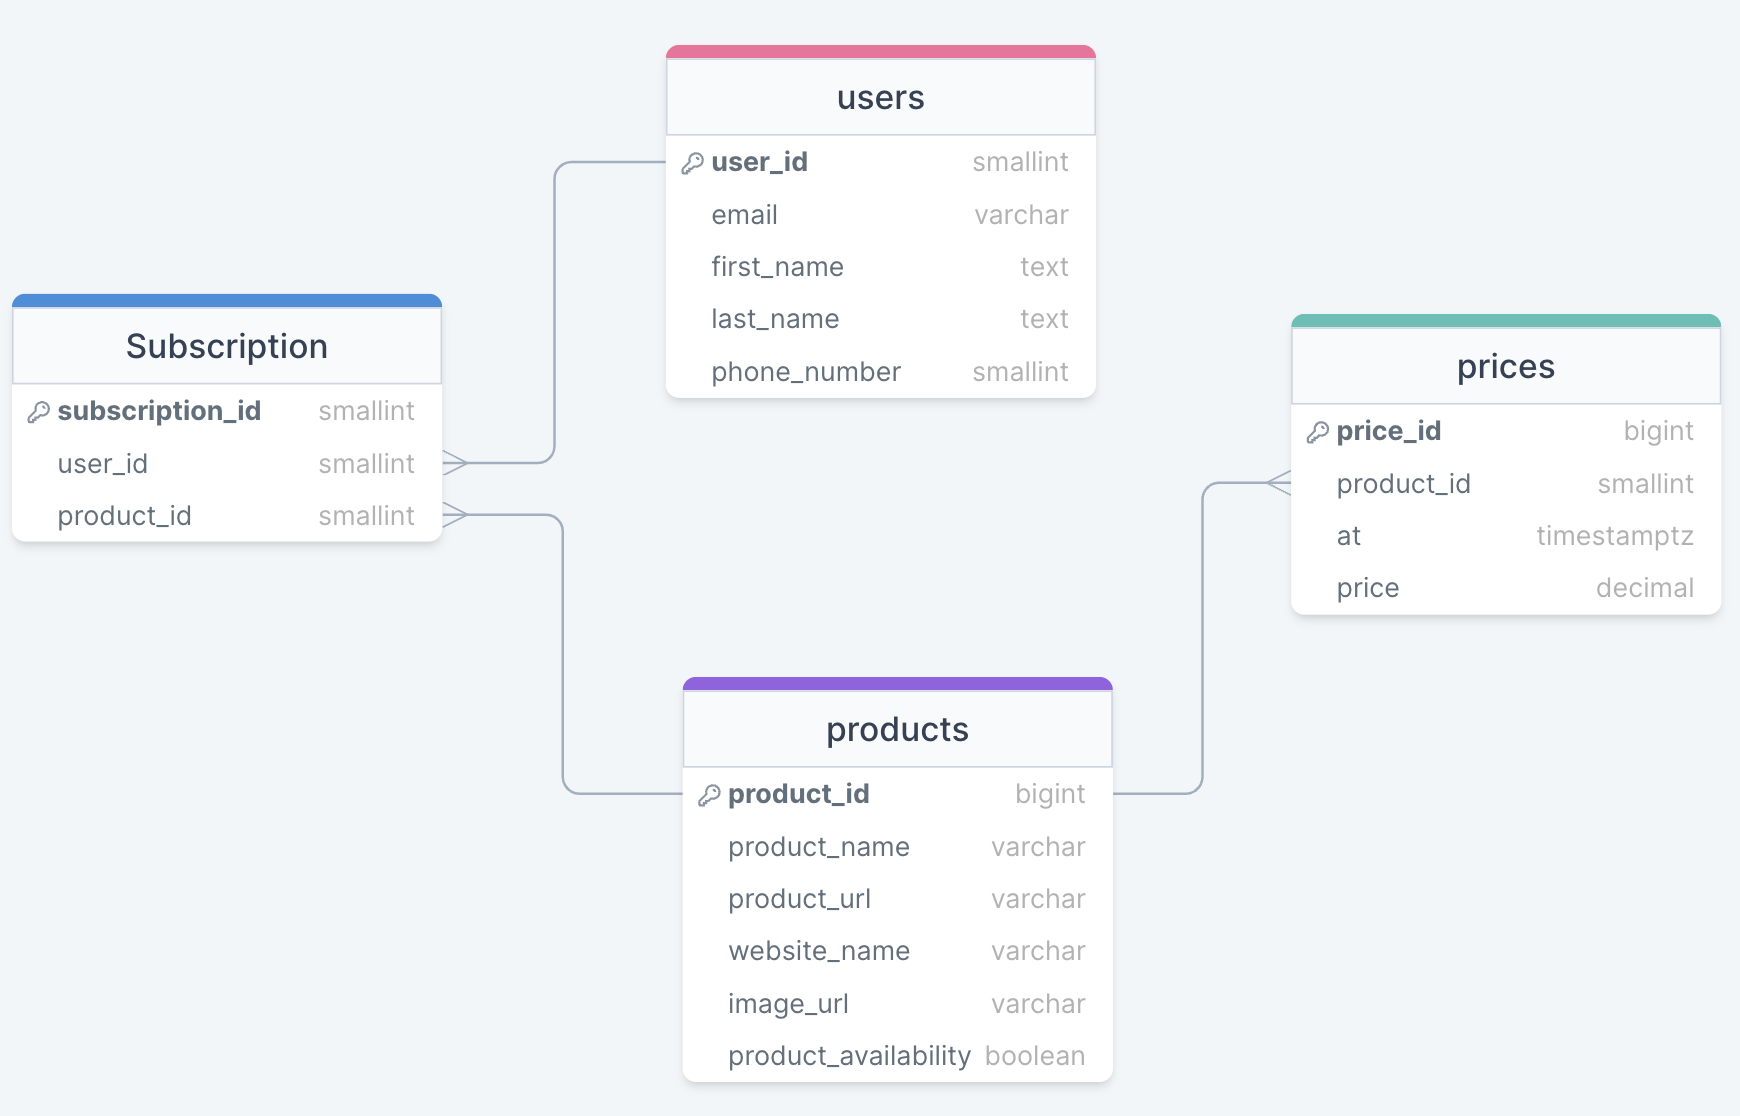 users
user_id smallint
email varchar
first_name text
last_name text
phone_number smallint
Subscription
subscription_id smallint
user_id smallint
product_id smallint
prices
price_id bigint
product_id smallint
at timestamptz
price decimal
products
product_id bigint
product_name varchar
product_url varchar
website_name varchar
image_url varchar
product_availability boolean